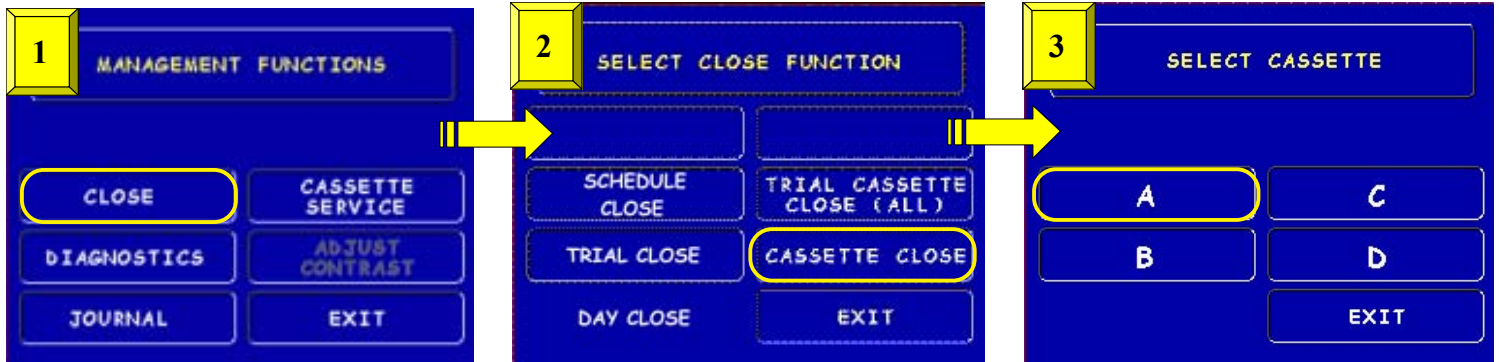 1
MANAGEMENT FUNCTIONS
CLOSE
CASSETTE
SERVICE
DIAGNOSTICS
ADJUST
CONTRAST
JOURNAL
EXIT
2
SELECT CLOSE FUNCTION
SCHEDULE
CLOSE
TRIAL CASSETTE
CLOSE (ALL)
TRIAL CLOSE
CASSETTE CLOSE
DAY CLOSE
EXIT
3
SELECT CASSETTE
A
C
B
D
EXIT